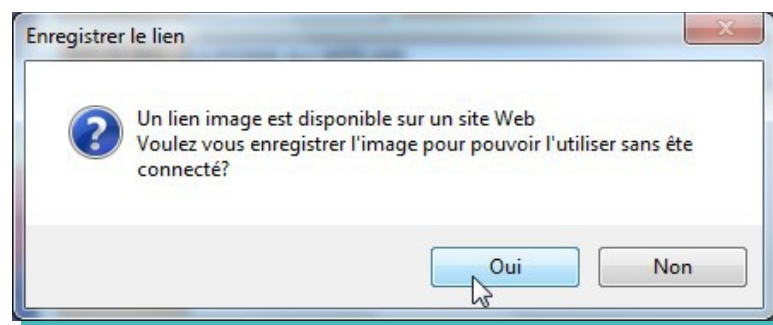 Enregistrer le lien
Un lien image est disponible sur un site Web
Voulez vous enregistrer l'image pour pouvoir l'utiliser sans ête
connecté?
Oui
Non